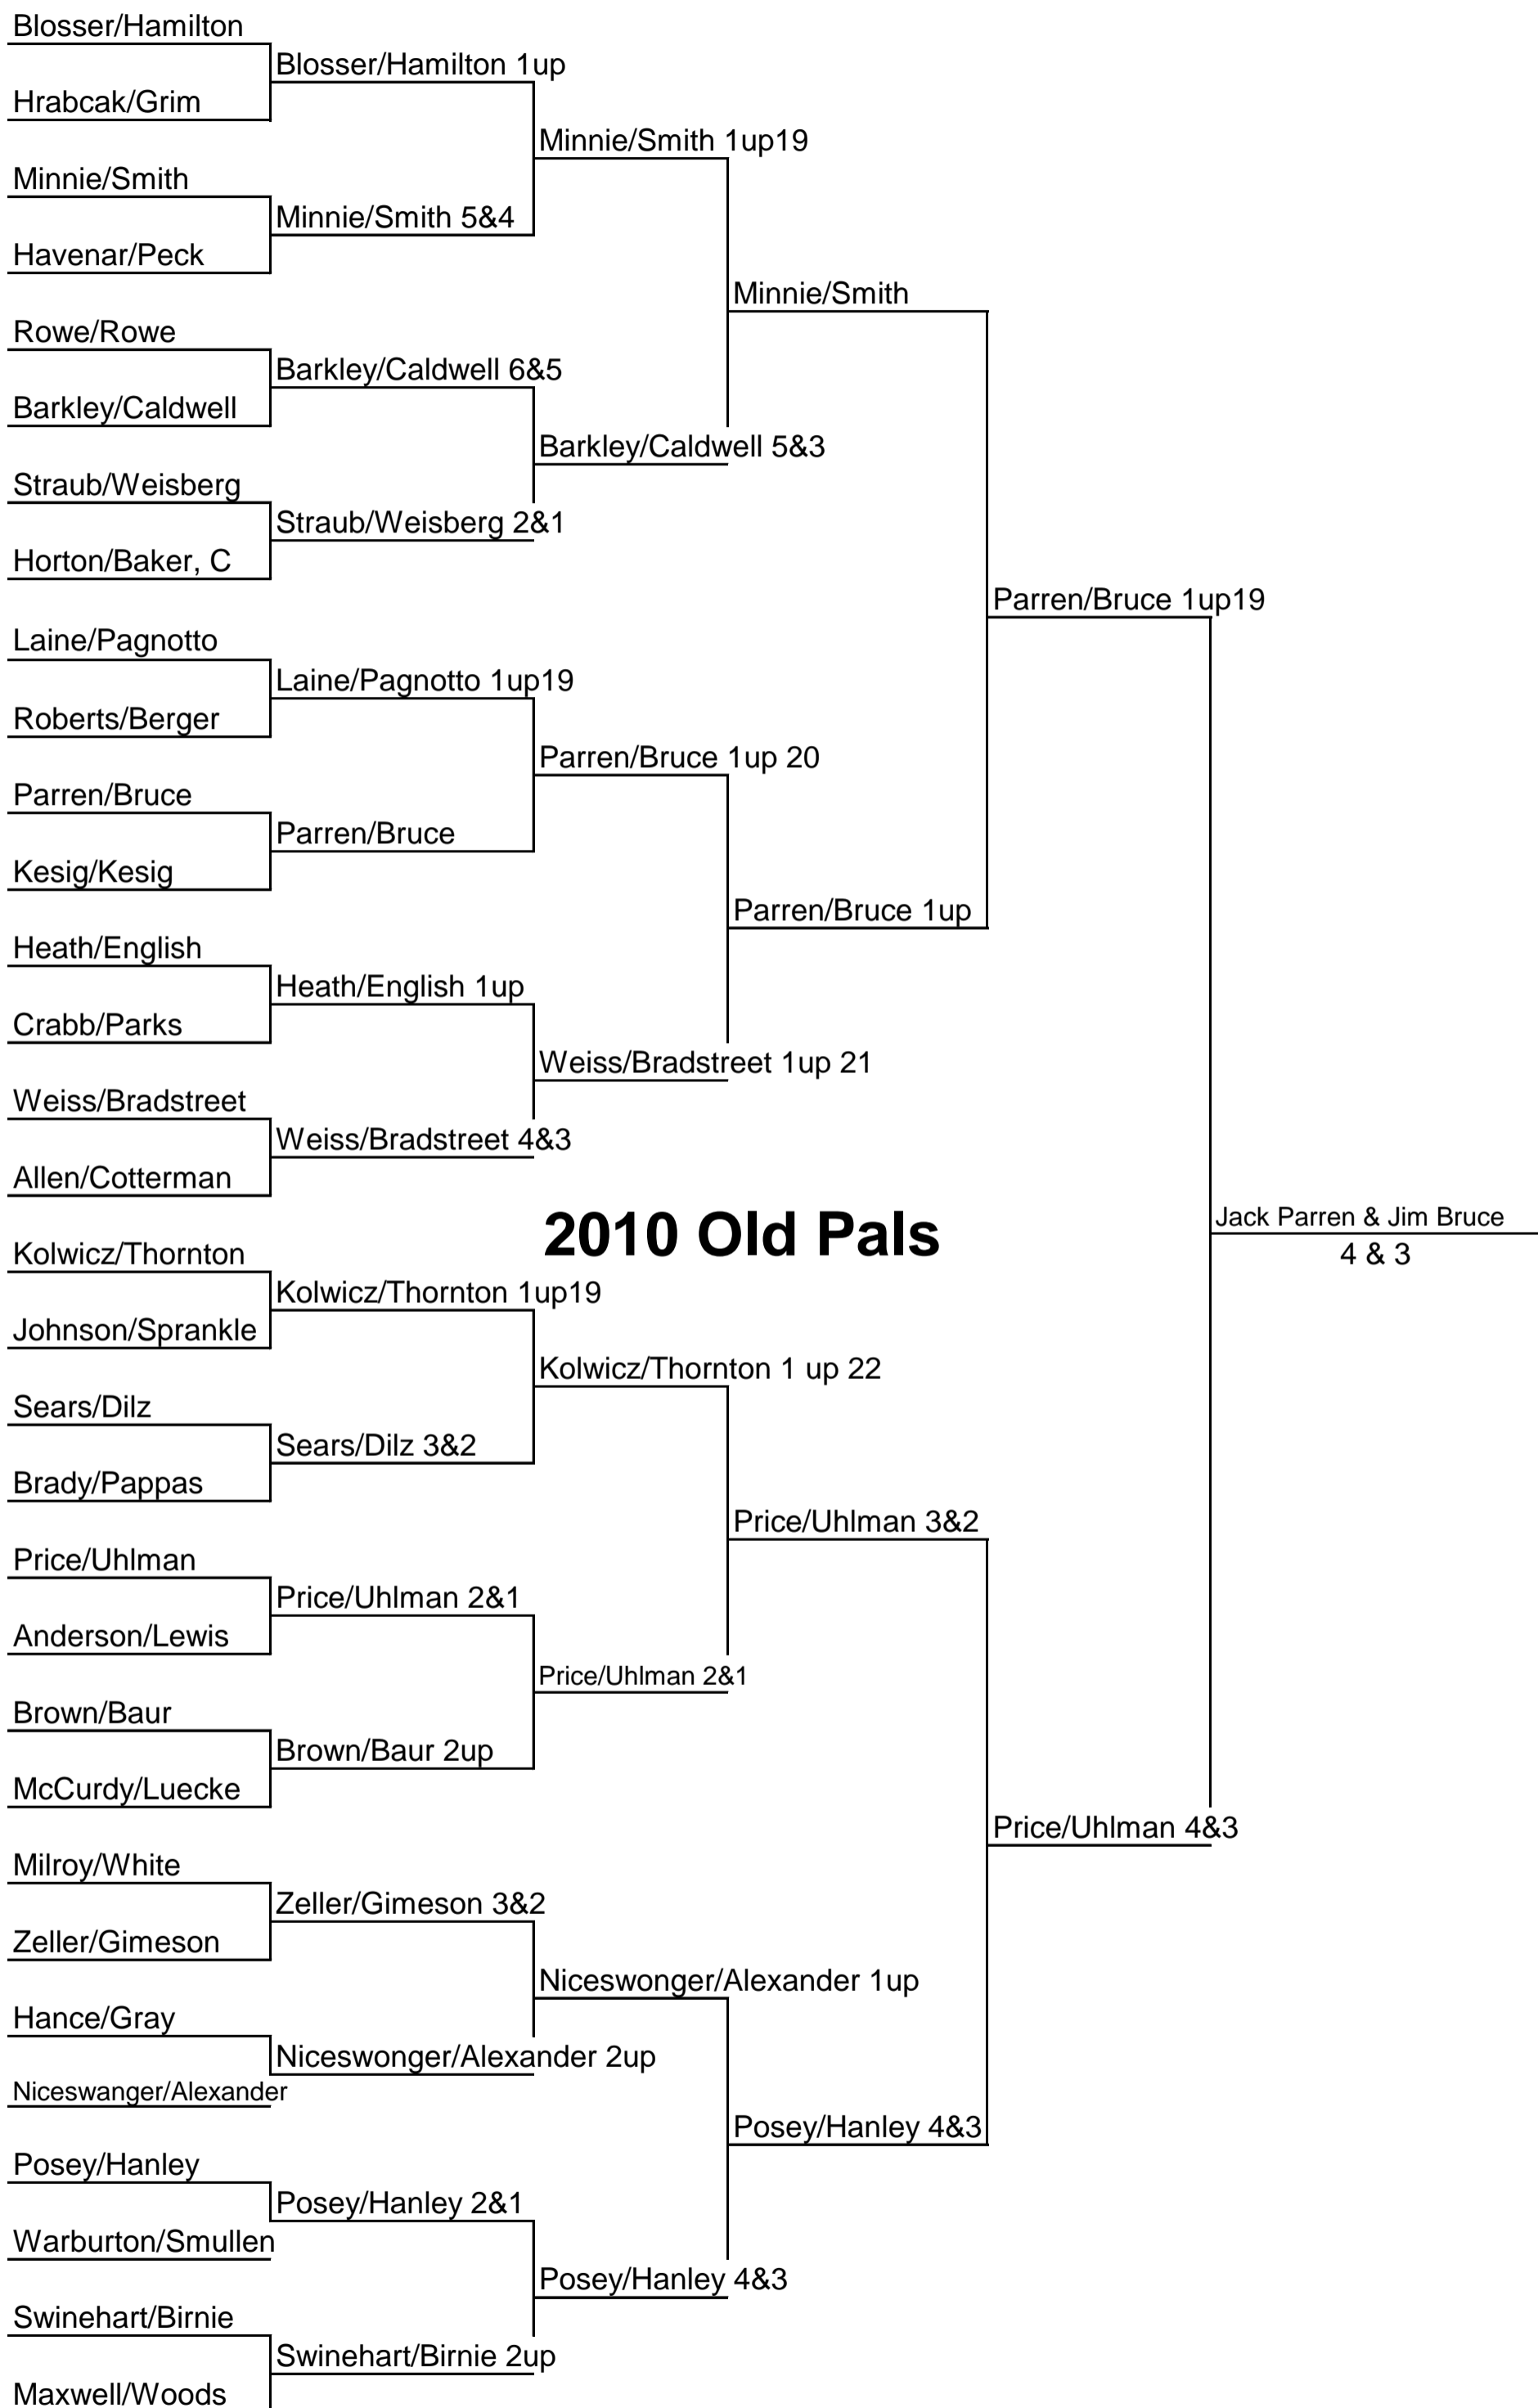 Blosser/Hamilton
Blosser/Hamilton 1up
Hrabcak/Grim
Minnie/Smith 1up19
Minnie/Smith
Minnie/Smith 5&4
Havenar/Peck
Minnie/Smith
Rowe/Rowe
Barkley/Caldwell 6&5
Barkley/Caldwell
Barkley/Caldwell 5&3
Straub/Weisberg
Straub/Weisberg 2&1
Horton/Baker, C
Parren/Bruce 1up19
Laine/Pagnotto
Laine/Pagnotto 1up19
Roberts/Berger
Parren/Bruce 1up 20
Parren/Bruce
Parren/Bruce
Kesig/Kesig
Parren/Bruce 1up
Heath/English
Heath/English 1up
Crabb/Parks
Weiss/Bradstreet 1up 21
Weiss/Bradstreet
Weiss/Bradstreet 4&3
Allen/Cotterman
Jack Parren & Jim Bruce
2010 Old Pals
4 & 3
Kolwicz/Thornton
Kolwicz/Thornton 1up19
Johnson/Sprankle
Kolwicz/Thornton 1 up 22
Sears/Dilz
Sears/Dilz 3&2
Brady/Pappas
Price/Uhlman 3&2
Price/Uhlman
Price/Uhlman 2&1
Anderson/Lewis
Price/Uhlman 2&1
Brown/Baur
Brown/Baur 2up
McCurdy/Luecke
Price/Uhlman 4&3
Milroy/White
Zeller/Gimeson 3&2
Zeller/Gimeson
Niceswonger/Alexander 1up
Hance/Gray
Niceswonger/Alexander 2up
Niceswanger/Alexander
Posey/Hanley 4&3
Posey/Hanley
Posey/Hanley 2&1
Warburton/Smullen
Posey/Hanley 4&3
Swinehart/Birnie
Swinehart/Birnie 2up
Maxwell/Woods